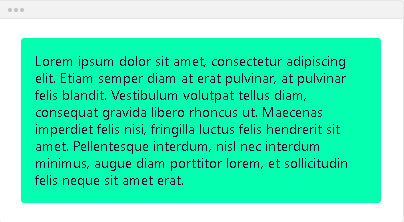 Lorem ipsum dolor sit amet, consectetur adipiscing
elit. Etiam semper diam at erat pulvinar, at pulvinar
felis blandit. Vestibulum volutpat tellus diam,
consequat gravida libero rhoncus ut. Maecenas
imperdiet felis nisi, fringilla luctus felis hendrerit sit
amet. Pellentesque interdum, nisl nec interdum
minimus, augue diam porttitor lorem, et sollicitudin
felis neque sit amet erat.